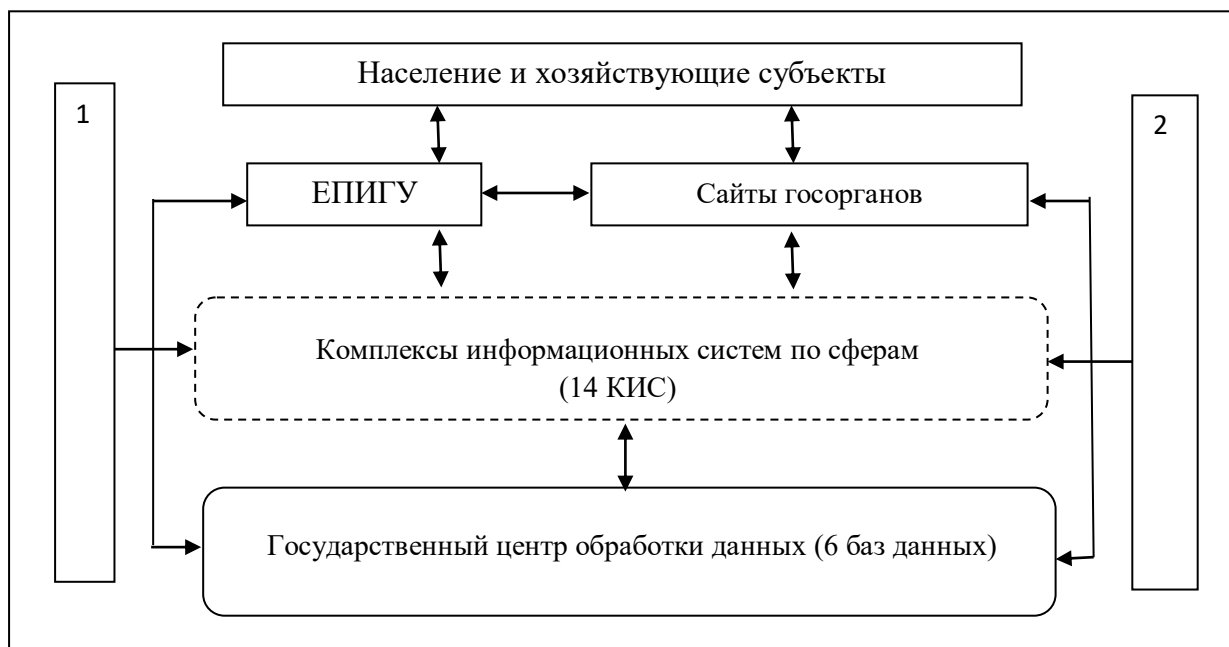 Население и хозяйствующие субъекты
1
2
ЕПИГУ
Сайты госорганов
Комплексы информационных систем по сферам
(14 КИС)
Государственный центр обработки данных (6 баз данных)